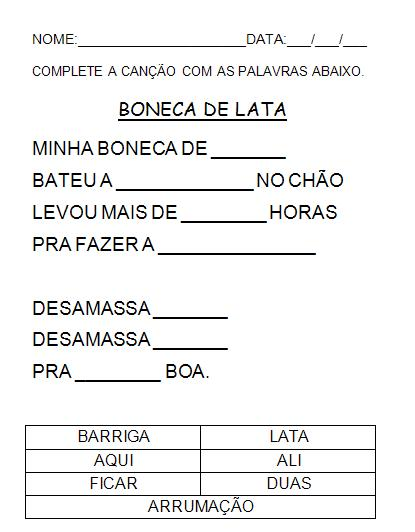 NOME:________________________DATA:___/___/___
COMPLETE A CANÇÃO COM AS PALAVRAS ABAIXO.
BONECA DE LATA
MINHA BONECA DE _______
BATEU A _____________ NO CHÃO
LEVOU MAIS DE ________ HORAS
PRA FAZER A _______________
DESAMASSA _______
DESAMASSA _______
PRA ________ BOA.
BARRIGA LATA
AQUI ALI
FICAR DUAS
ARRUMAÇÃO